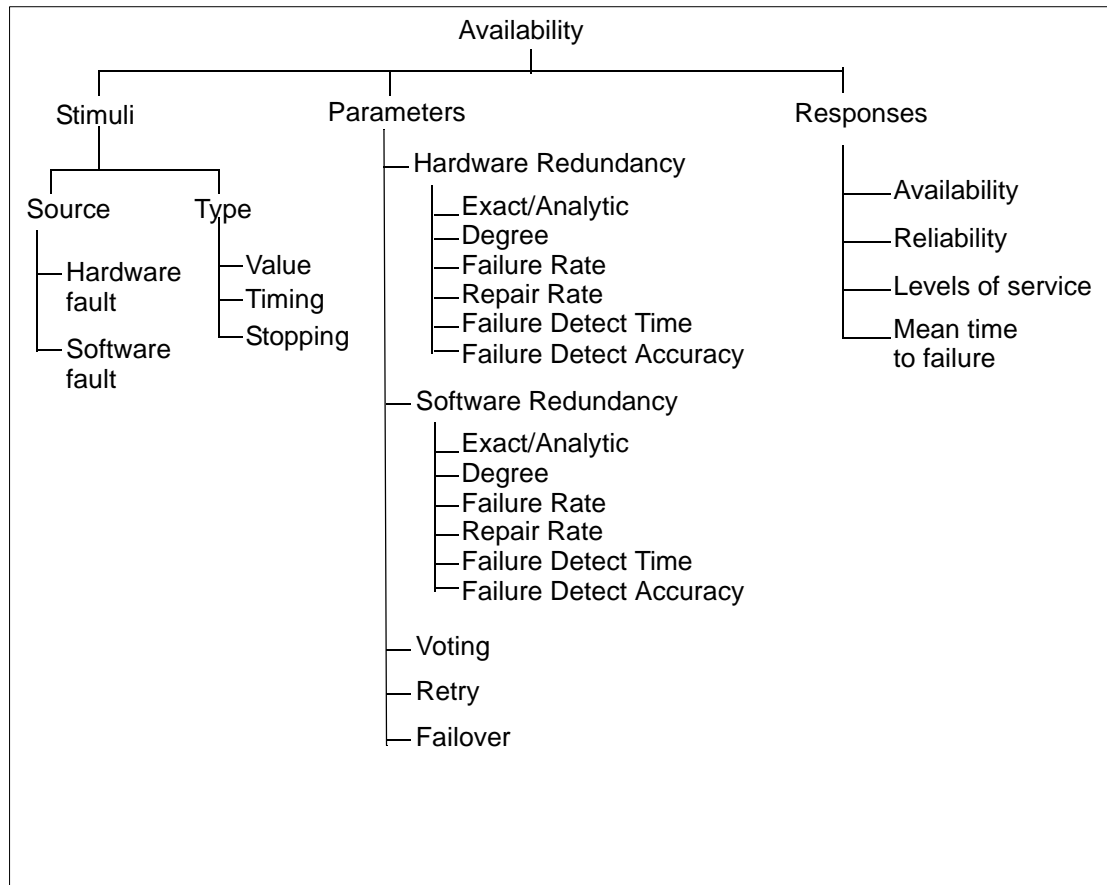 Availability
Stimuli
Parameters
Responses
Source
Type
Hardware
fault
Software
fault
Value
Timing
Stopping
Hardware Redundancy
Exact/Analytic
Degree
Failure Rate
Repair Rate
Failure Detect Time
Failure Detect Accuracy
Software Redundancy
Exact/Analytic
Degree
Failure Rate
Repair Rate
Failure Detect Time
Failure Detect Accuracy
Voting
Retry
Failover
Availability
Reliability
Levels of service
Mean time
to failure